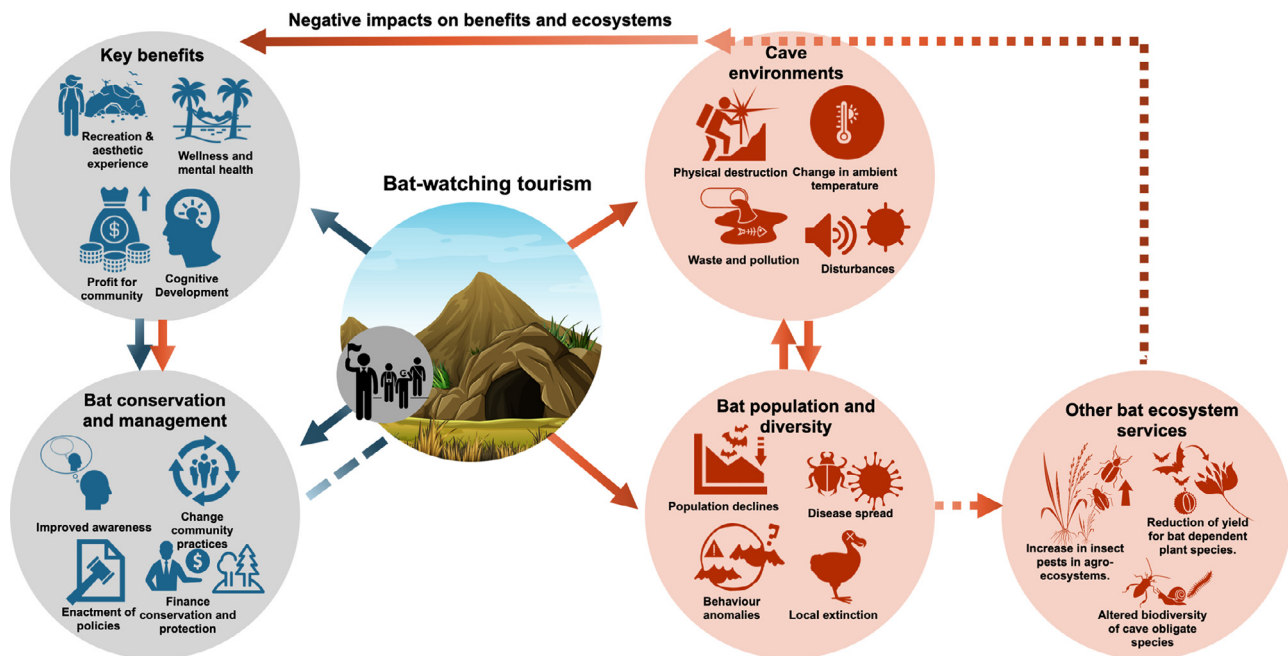 Negative impacts on benefits and ecosystems
Key benefits
Recreation &
aesthetic
experience
Wellness and
mental health
Profit for
community
Cognitive
Development
Bat-watching tourism
Cave
environments
Physical destruction
Change in ambient
temperature
Waste and pollution
Disturbances
Bat conservation
and management
Improved awareness
Change
community
practices
Enactment of
policies
Finance
conservation and
protection
Bat population and
diversity
Population declines
Disease spread
Behaviour
anomalies
Local extinction
Other bat ecosystem
services
Increase in insect
pests in agro-
ecosystems.
Reduction of yield
for bat dependent
plant species.
Altered biodiversity
of cave obligate
species